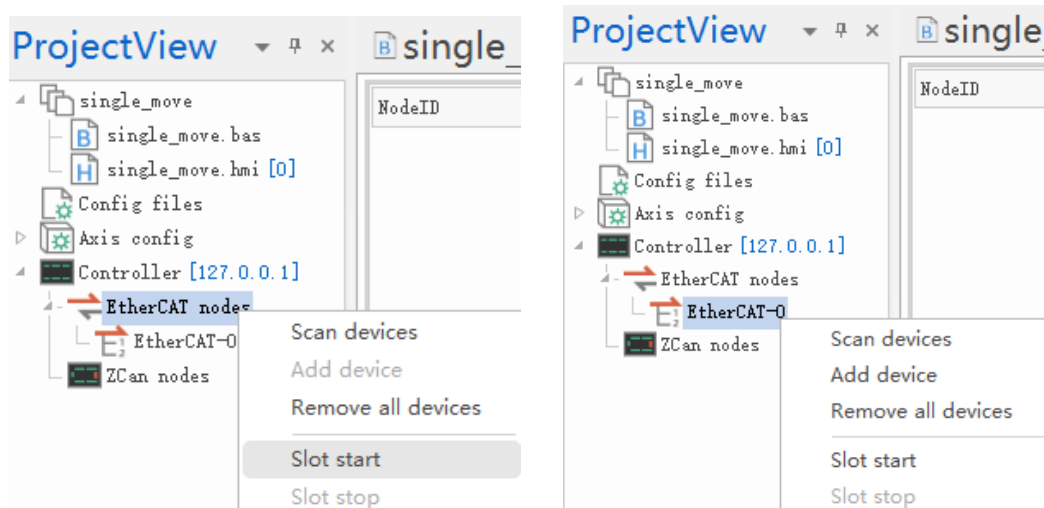 ProjectView
single_
single_move
NodeID
single_move.bas
single_move.hmi [0]
Config files
Axis config
Controller [127.0.0.1]
EtherCAT nodes
EtherCAT-0
ZCan nodes
Scan devices
Add device
Remove all devices
Slot start
Slot stop
ProjectView
single_
single_move
NodeID
single_move.bas
single_move.hmi [0]
Config files
Axis config
Controller [127.0.0.1]
EtherCAT nodes
EtherCAT-0
ZCan nodes
Scan devices
Add device
Remove all devices
Slot start
Slot stop